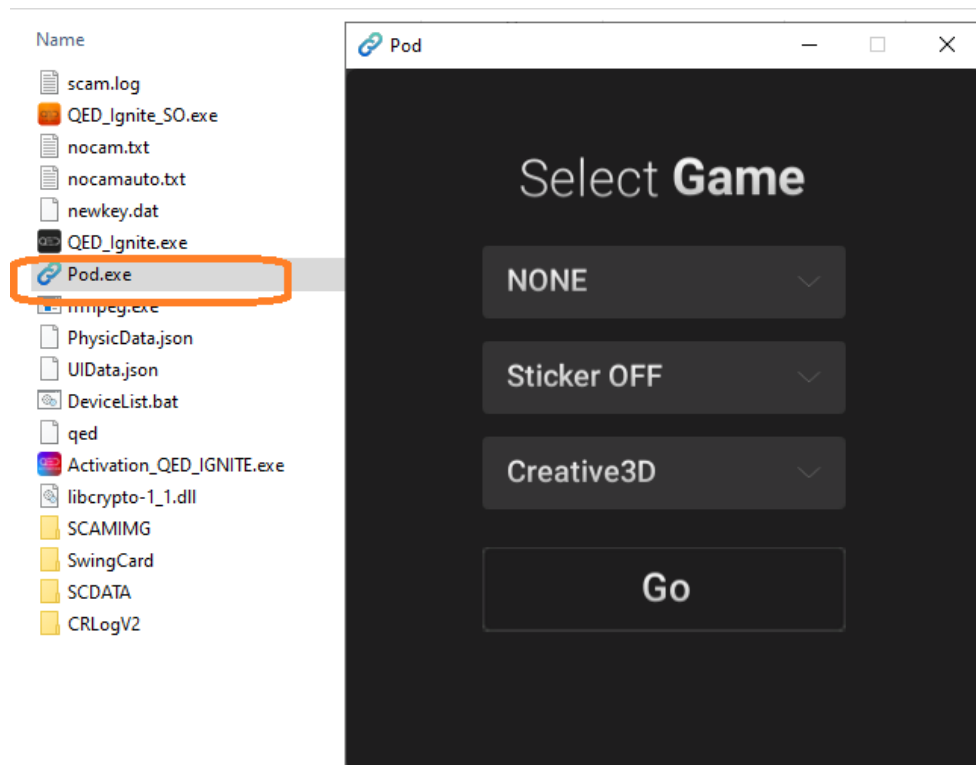 Name
scam.log
QED_Ignite_SO.exe
nocam.txt
nocamauto.txt
newkey.dat
QED_Ignite.exe
Pod.exe
PhysicData.json
UIData.json
DeviceList.bat
qed
Activation_QED_IGNITE.exe
libcrypto-1_1.dll
SCAMIMG
SwingCard
SCDATA
CRLogV2
Pod
Select Game
NONE
Sticker OFF
Creative3D
Go